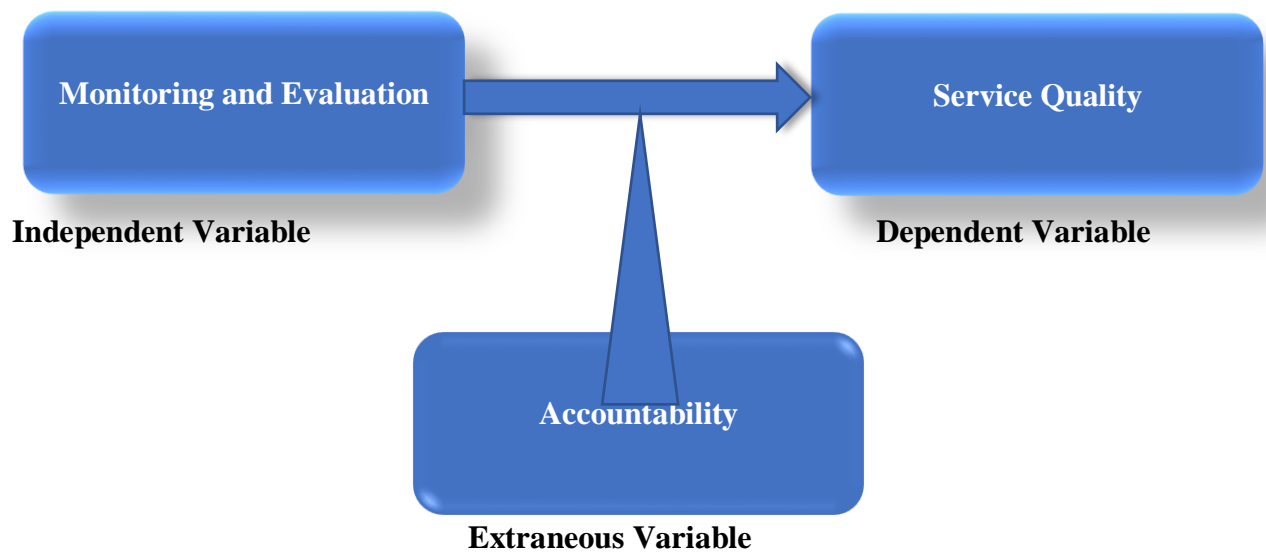 Monitoring and Evaluation
Service Quality
Independent Variable
Dependent Variable
Accountability
Extraneous Variable